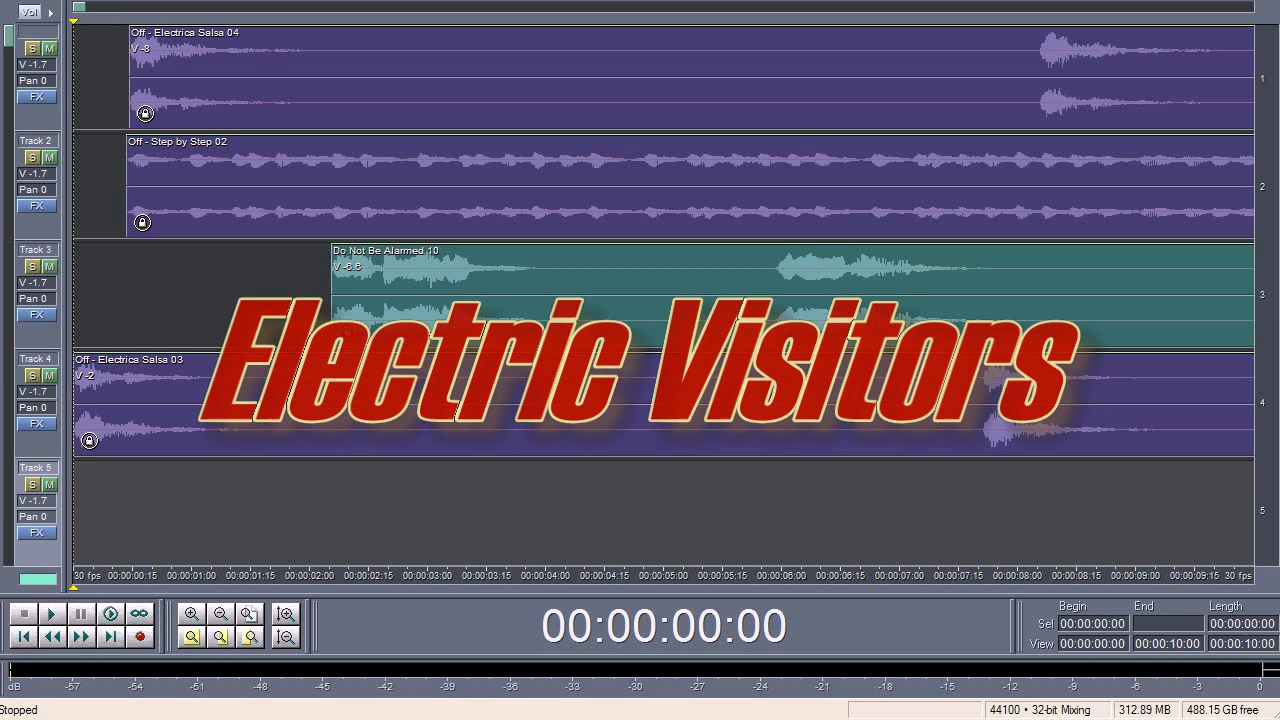 Vol
Off - Electrica Salsa 04
V -8
S M
V -1.7
Pan 0
FX
1
Track 2
Off - Step by Step 02
S M
V -1.7
Pan 0
FX
2
Track 3
Do Not Be Alarmed 10
V -6.6
S M
V -1.7
Pan 0
FX
3
Electric Visitors
Track 4
Off - Electrica Salsa 03
V -2
S M
V -1.7
Pan 0
FX
4
Track 5
S M
V -1.7
Pan 0
FX
5
30 fps 00:00:00:15 00:00:01:00 00:00:01:15 00:00:02:00 00:00:02:15 00:00:03:00 00:00:03:15 00:00:04:00 00:00:04:15 00:00:05:00 00:00:05:15 00:00:06:00 00:00:06:15 00:00:07:00 00:00:07:15 00:00:08:00 00:00:08:15 00:00:09:00 00:00:09:15 30 fps
00:00:00:00
Begin End Length
Sel 00:00:00:00 00:00:00:00
View 00:00:00:00 00:00:10:00 00:00:10:00
dB -57 -54 -51 -48 -45 -42 -39 -36 -33 -30 -27 -24 -21 -18 -15 -12 -9 -6 -3 0
Stopped 44100 • 32-bit Mixing 312.89 MB 488.15 GB free